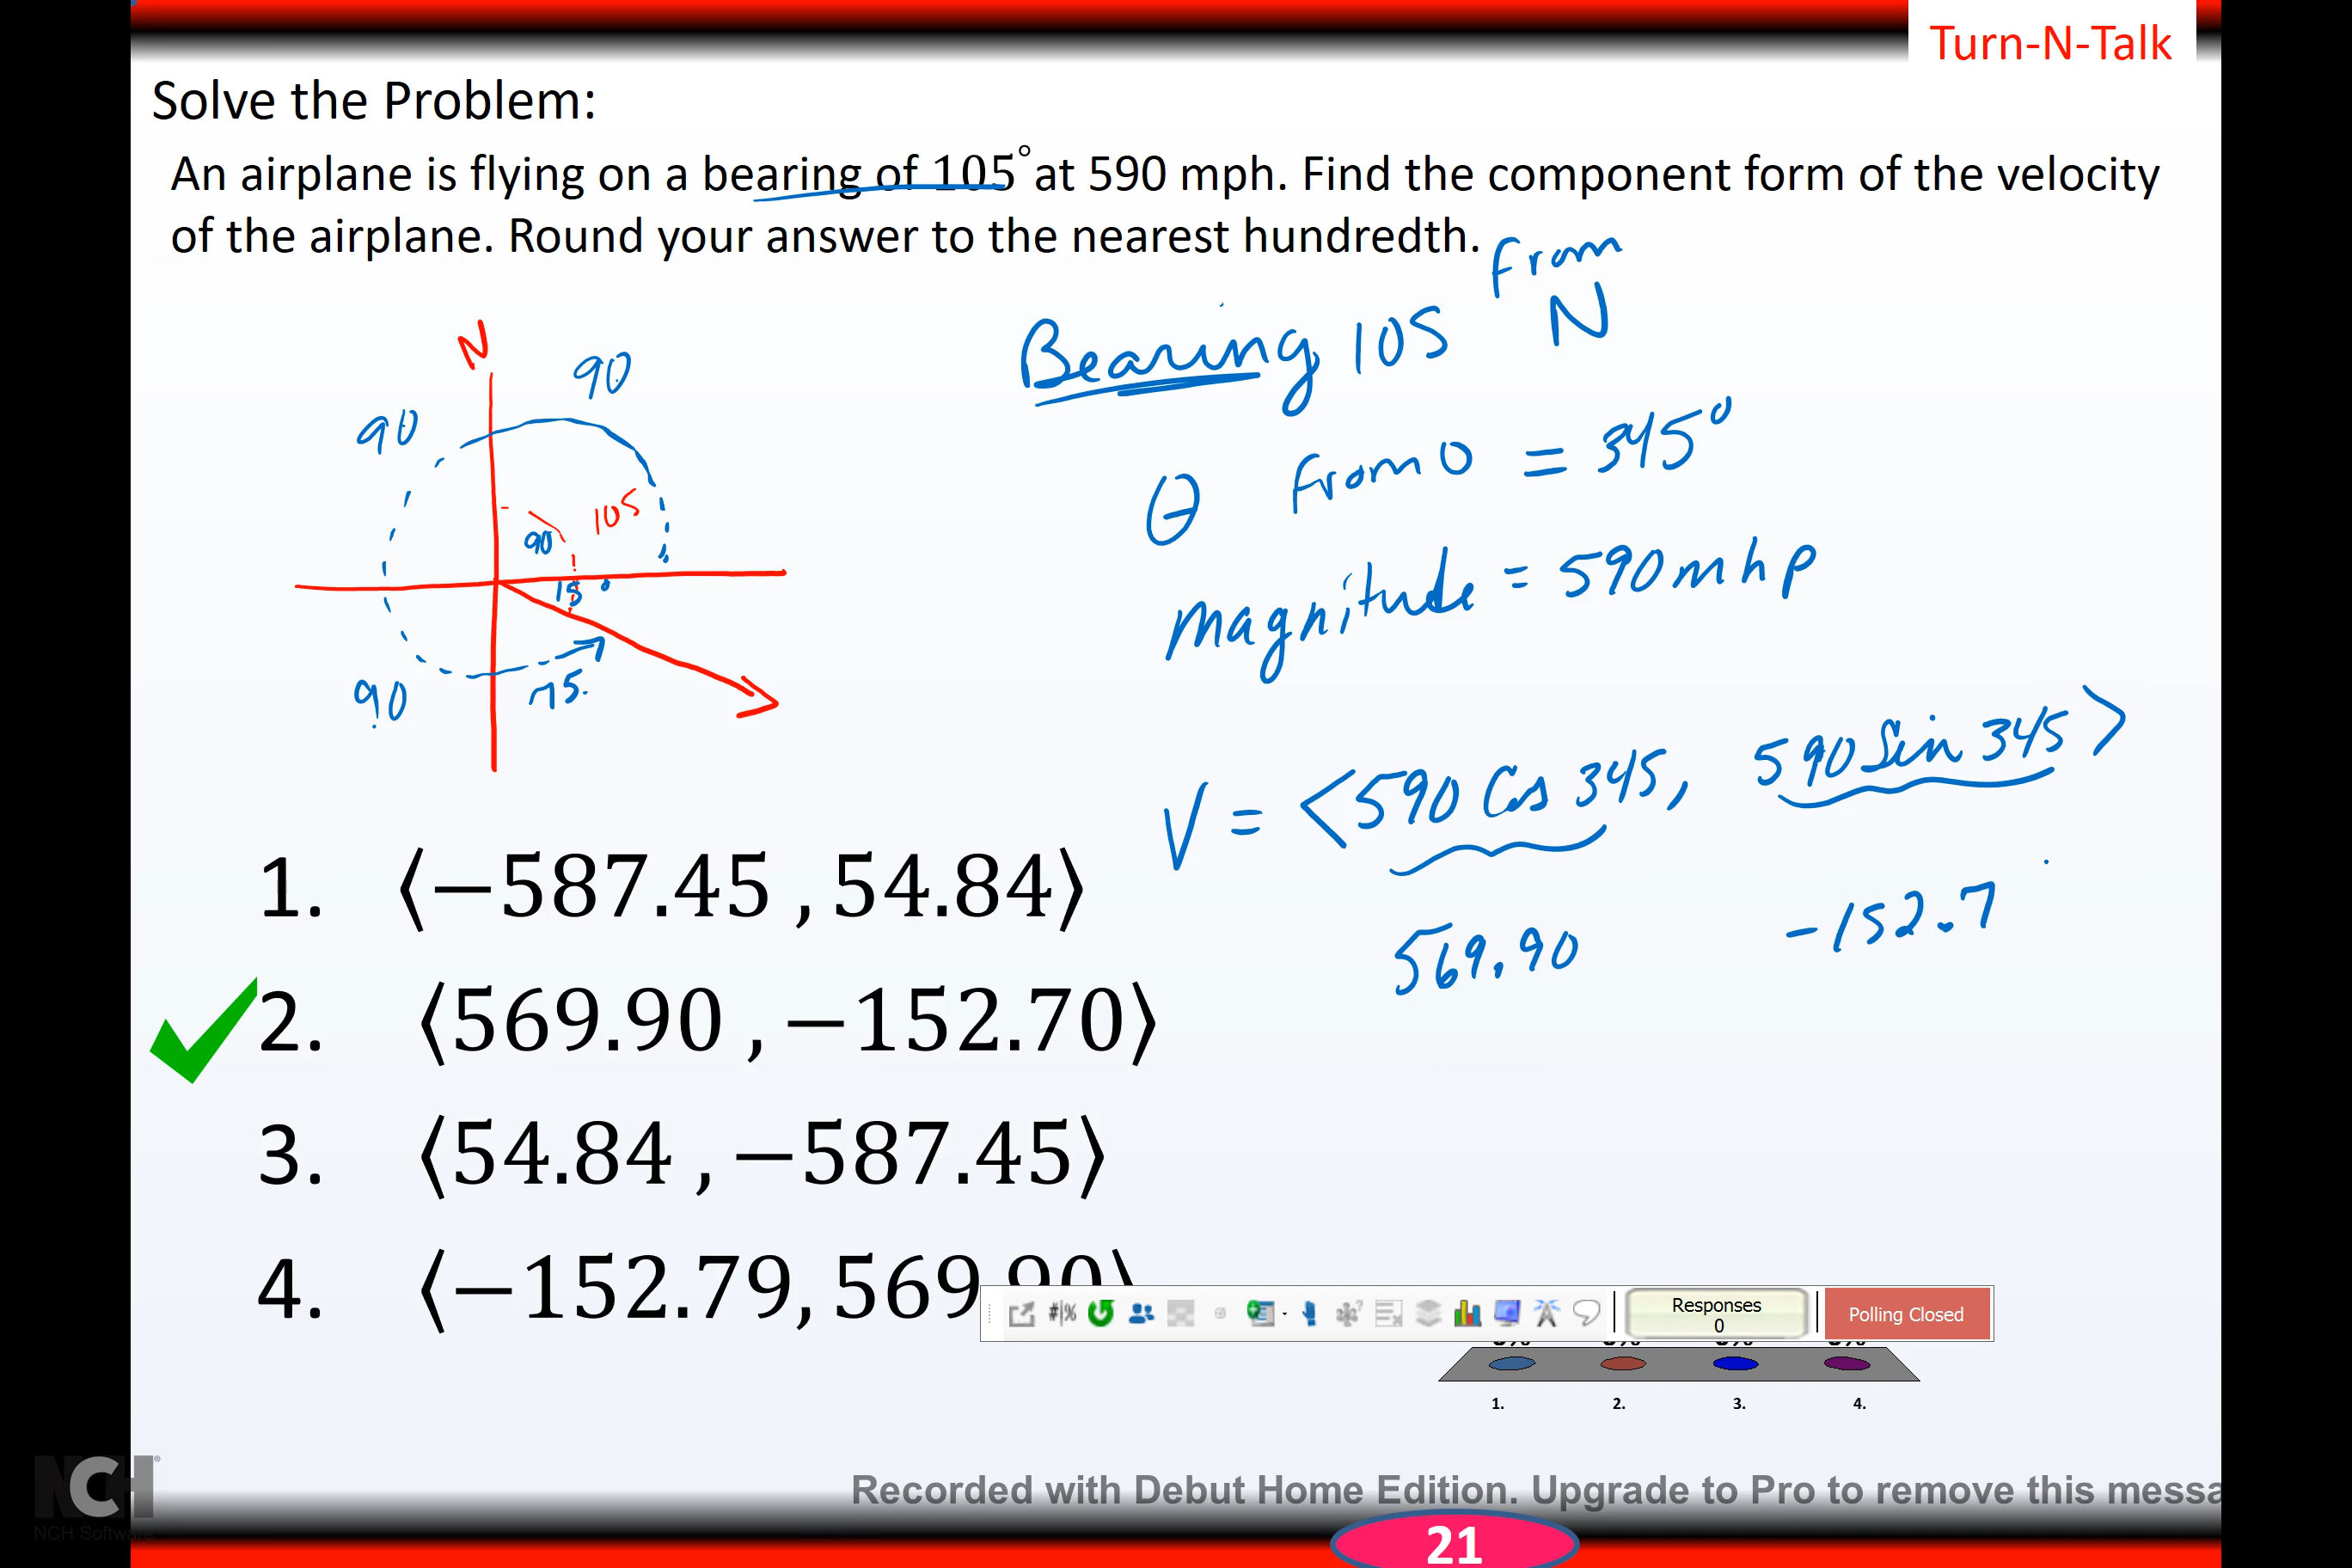 Turn-N-Talk
Solve the Problem:
An airplane is flying on a bearing of 105° at 590 mph. Find the component form of the velocity
of the airplane. Round your answer to the nearest hundredth.
from
Bearing 105 N
θ from 0 = 345°
magnitude = 590 mhp
V = <590 Cos 345, 590 Sin 345>
569.90 -152.7
N
90
90
105
90
15°
90
75
1. ⟨−587.45 , 54.84⟩
2. ⟨569.90 , −152.70⟩
3. ⟨54.84 , −587.45⟩
4. ⟨−152.79, 569.90⟩
#|%
Responses
0
Polling Closed
1. 2. 3. 4.
NCH
NCH Software
Recorded with Debut Home Edition. Upgrade to Pro to remove this messa
21